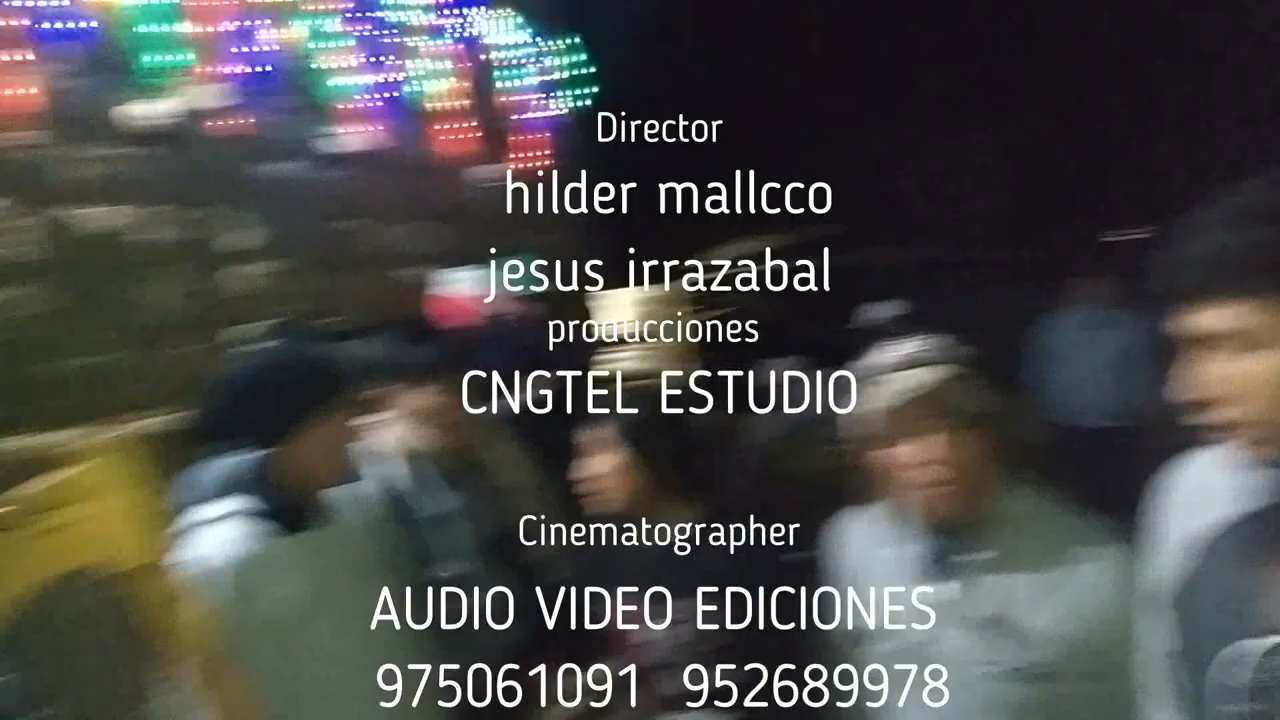 Director
hilder mallcco
jesus irrazabal
producciones
CNGTEL ESTUDIO
Cinematographer
AUDIO VIDEO EDICIONES
975061091 952689978